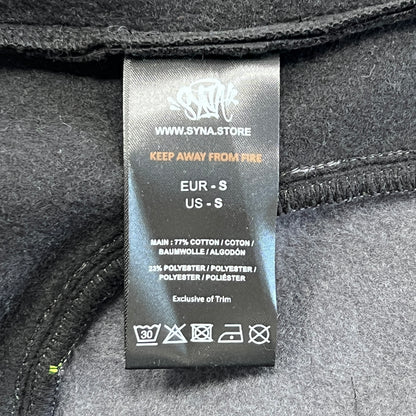 SYNA
WWW.SYNA.STORE
KEEP AWAY FROM FIRE
EUR - S
US - S
MAIN : 77% COTTON / COTON /
BAUMWOLLE / ALGODÓN
23% POLYESTER / POLYESTER /
POLYESTER / POLIÉSTER
Exclusive of Trim
30